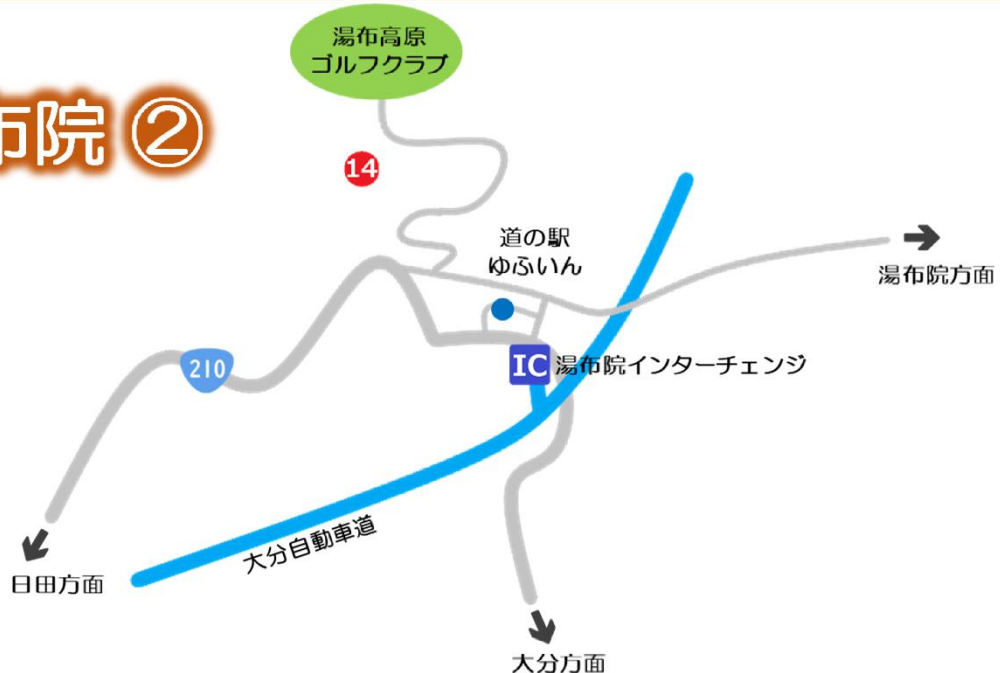 湯布高原
ゴルフクラブ
布院 ②
14
道の駅
ゆふいん
湯布院方面
210
IC 湯布院インターチェンジ
大分自動車道
日田方面
大分方面